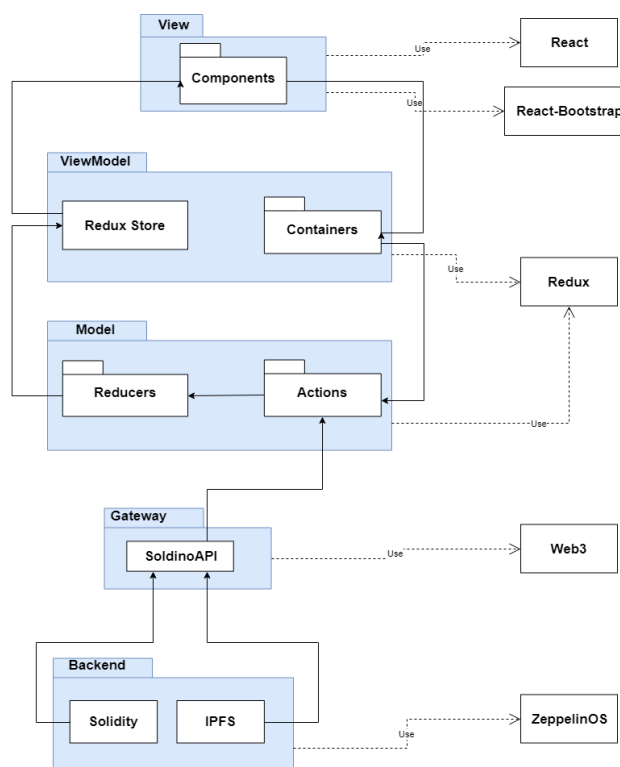 View
Components
Use
React
React-Bootstrap
ViewModel
Redux Store
Containers
Use
Redux
Model
Reducers
Actions
Use
Gateway
SoldinoAPI
Use
Web3
Backend
Solidity
IPFS
Use
ZeppelinOS